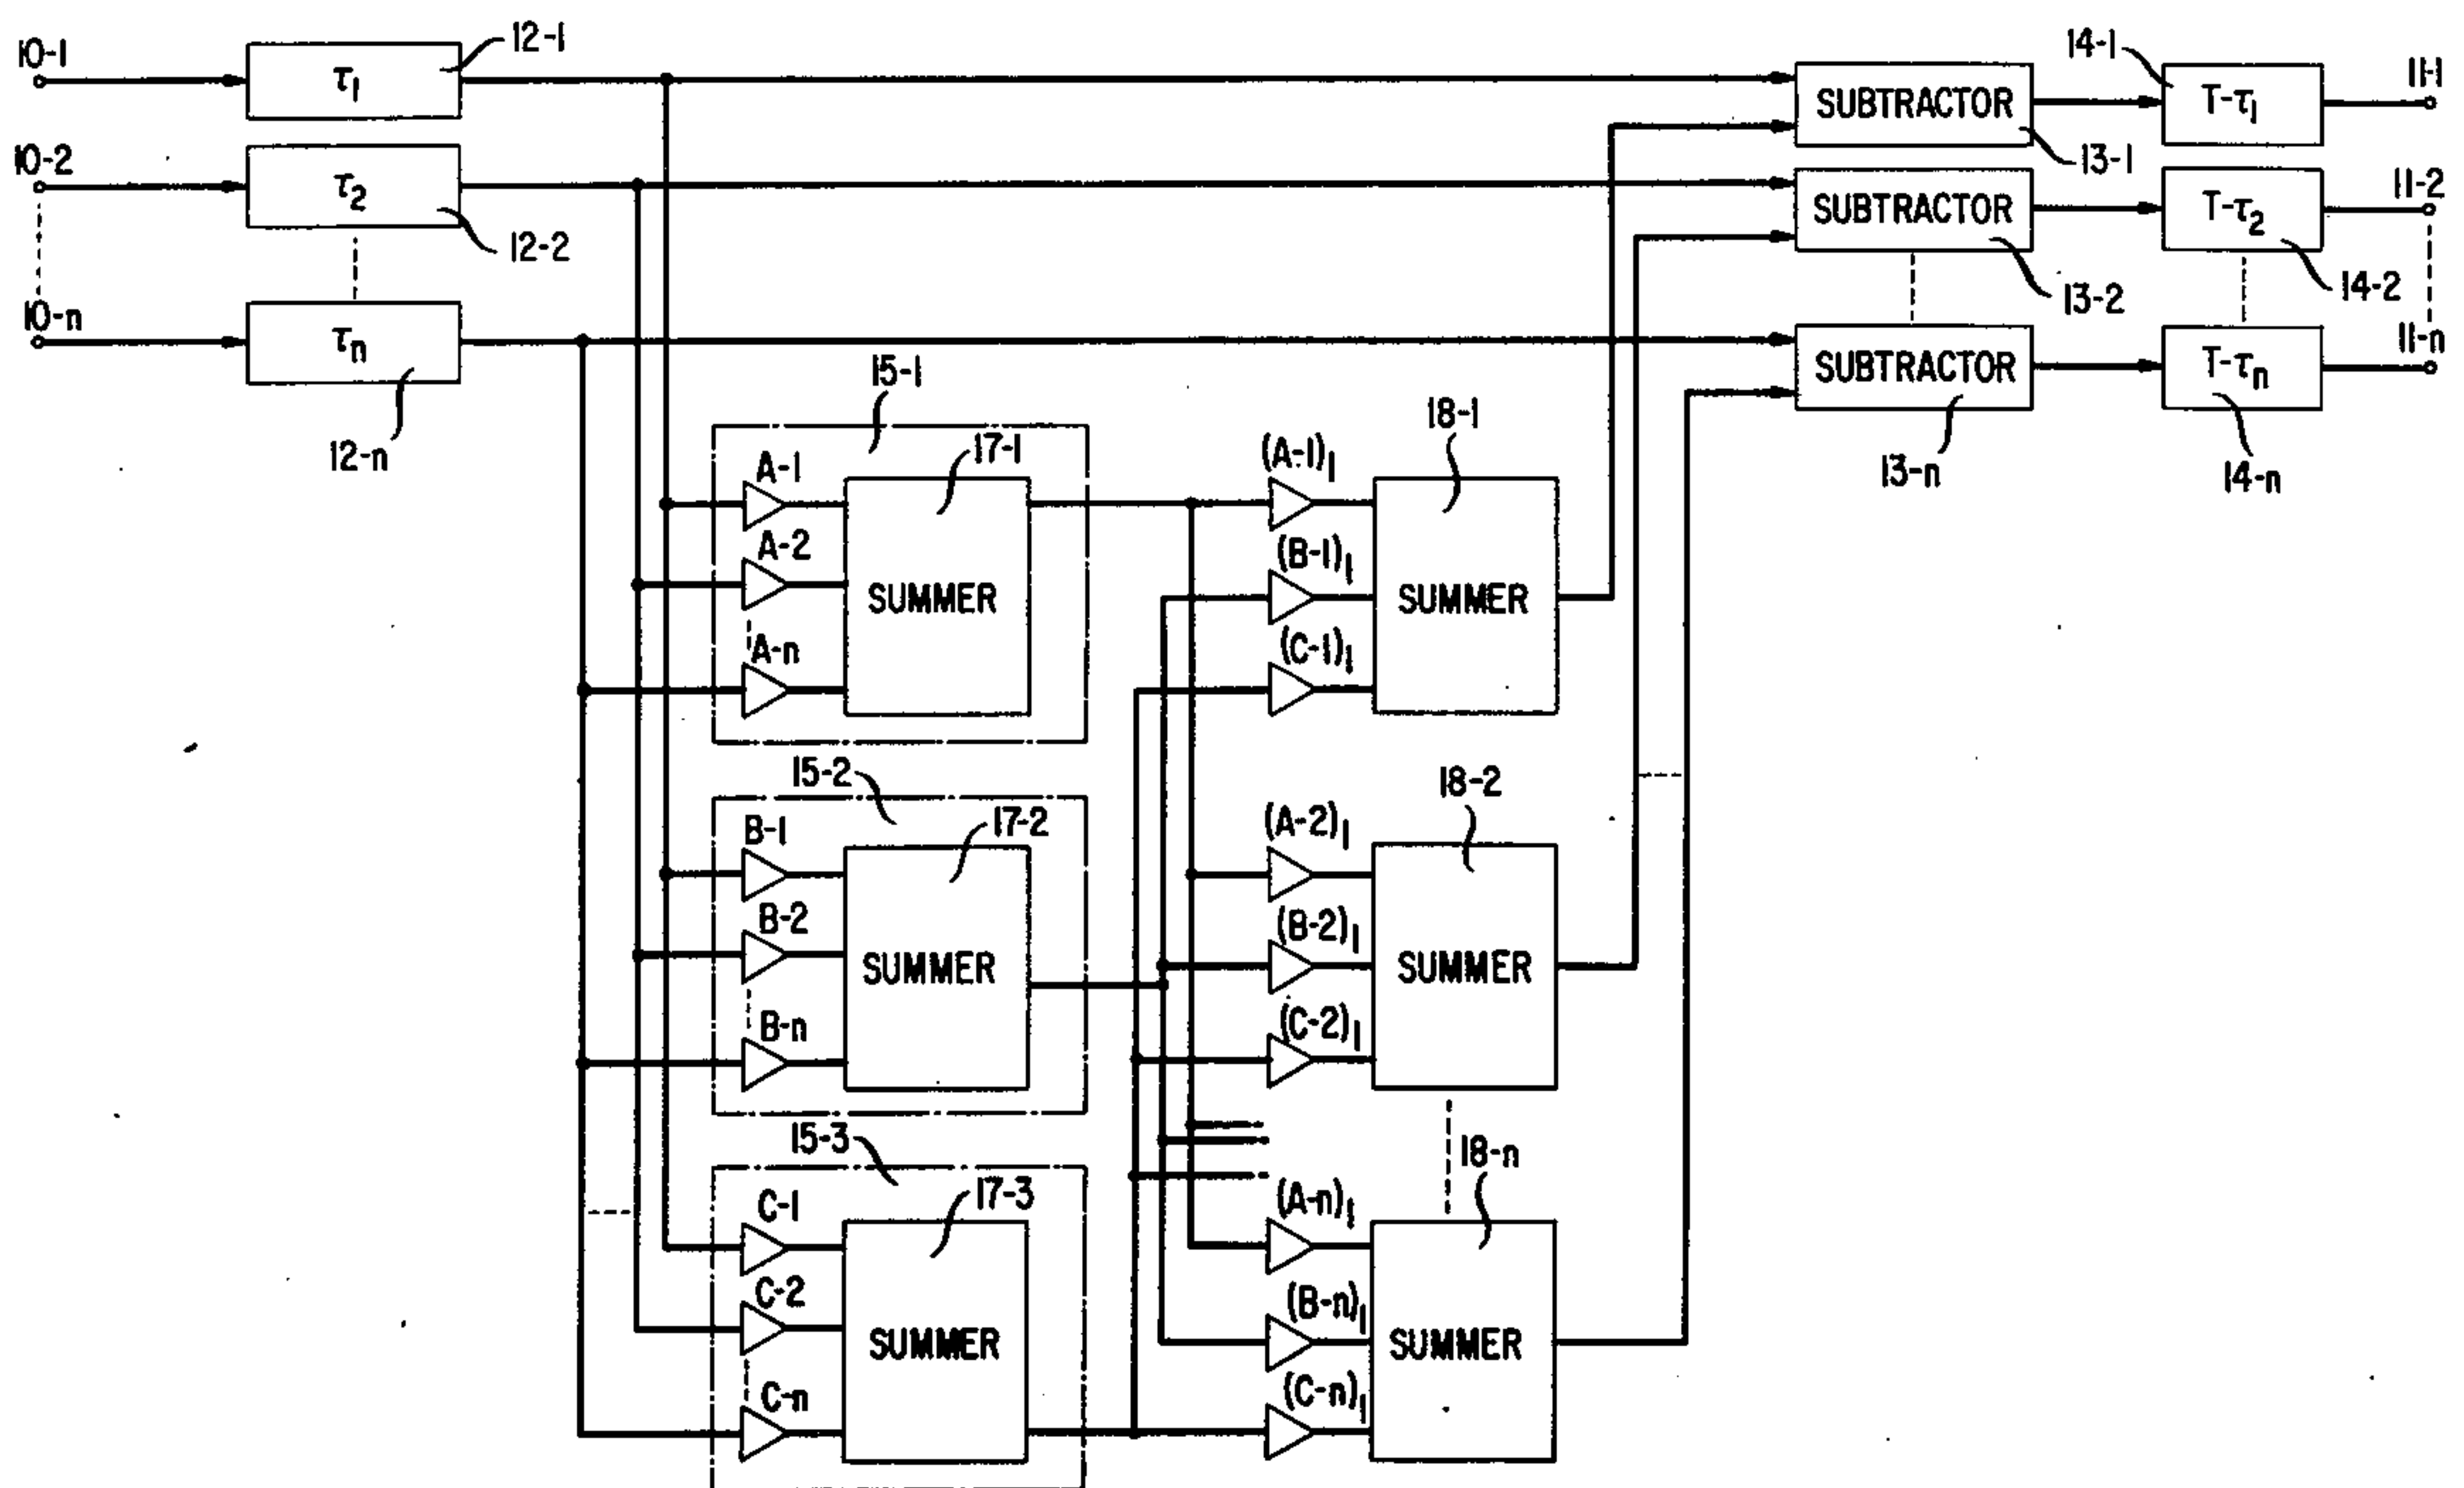 10-1
τ1
12-1
14-1
SUBTRACTOR
T-τ1
11-1
13-1
10-2
τ2
12-2
SUBTRACTOR
T-τ2
11-2
13-2
14-2
10-n
τn
12-n
SUBTRACTOR
T-τn
11-n
13-n
14-n
15-1
17-1
A-1
A-2
A-n
SUMMER
18-1
(A-1)1
(B-1)1
(C-1)1
SUMMER
15-2
17-2
B-1
B-2
B-n
SUMMER
18-2
(A-2)1
(B-2)1
(C-2)1
SUMMER
15-3
17-3
C-1
C-2
C-n
SUMMER
18-n
(A-n)1
(B-n)1
(C-n)1
SUMMER